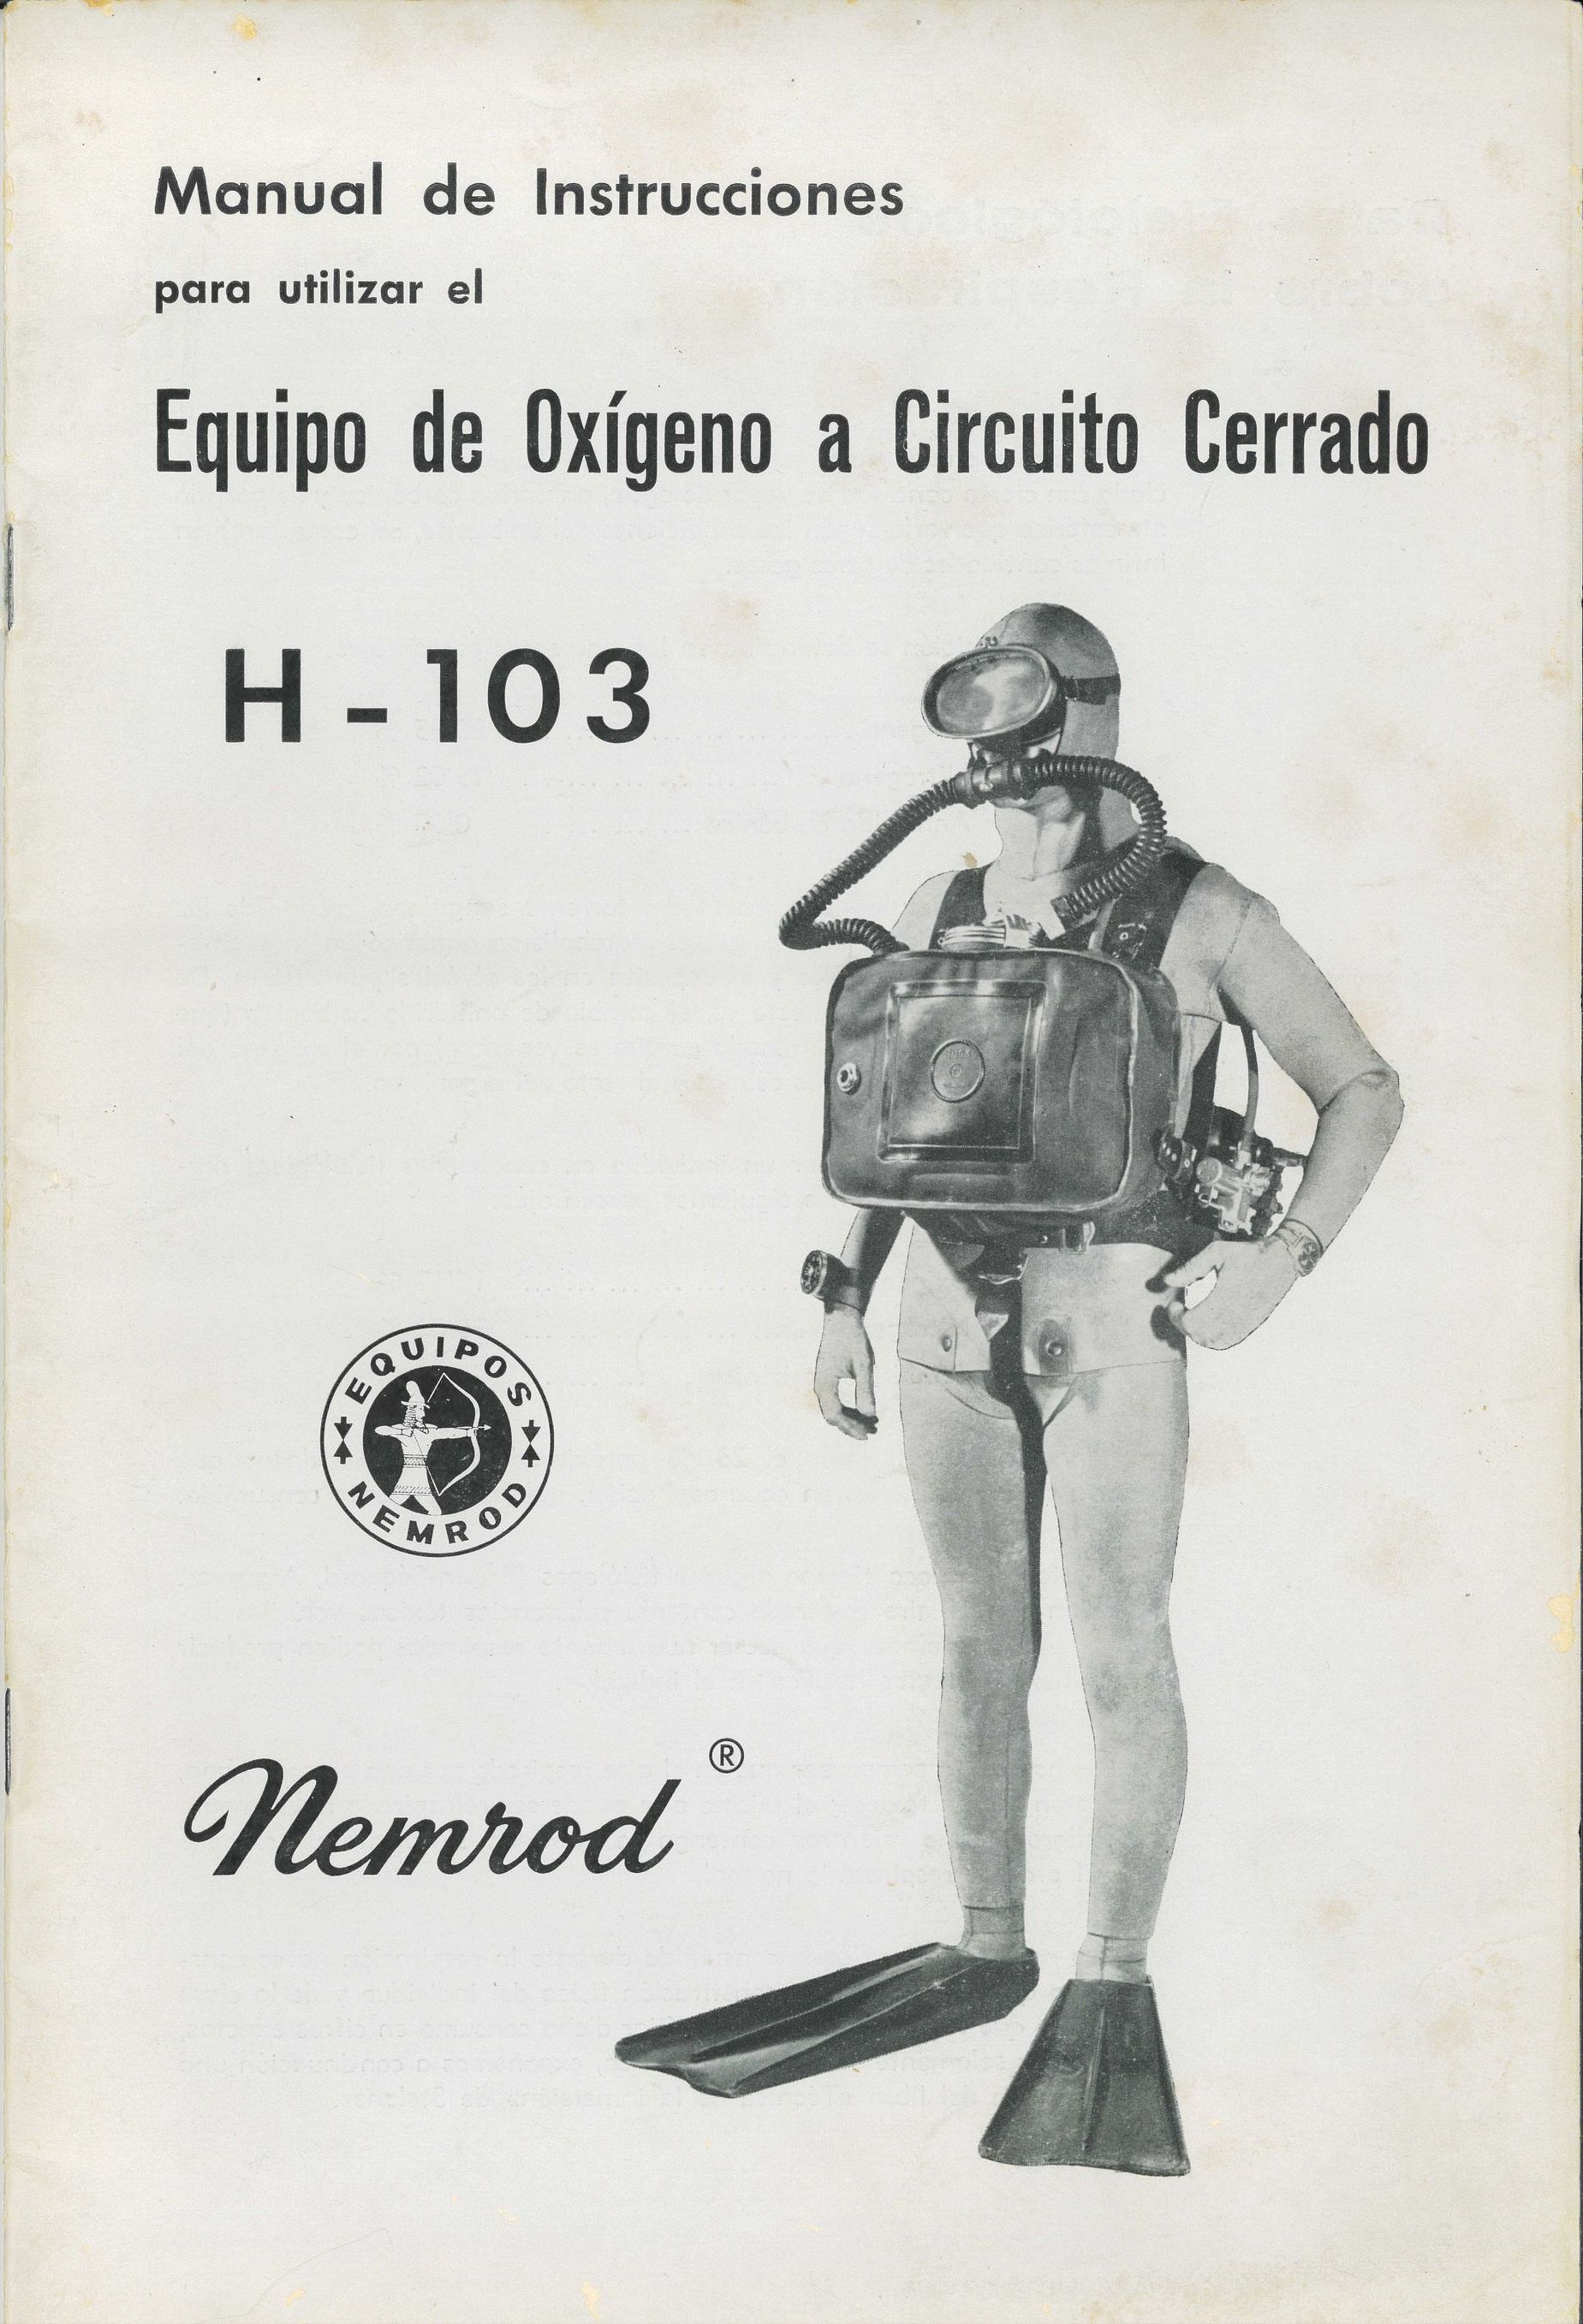 Manual de Instrucciones
para utilizar el
Equipo de Oxígeno a Circuito Cerrado
H-103
EQUIPOS
NEMROD
Nemrod ®